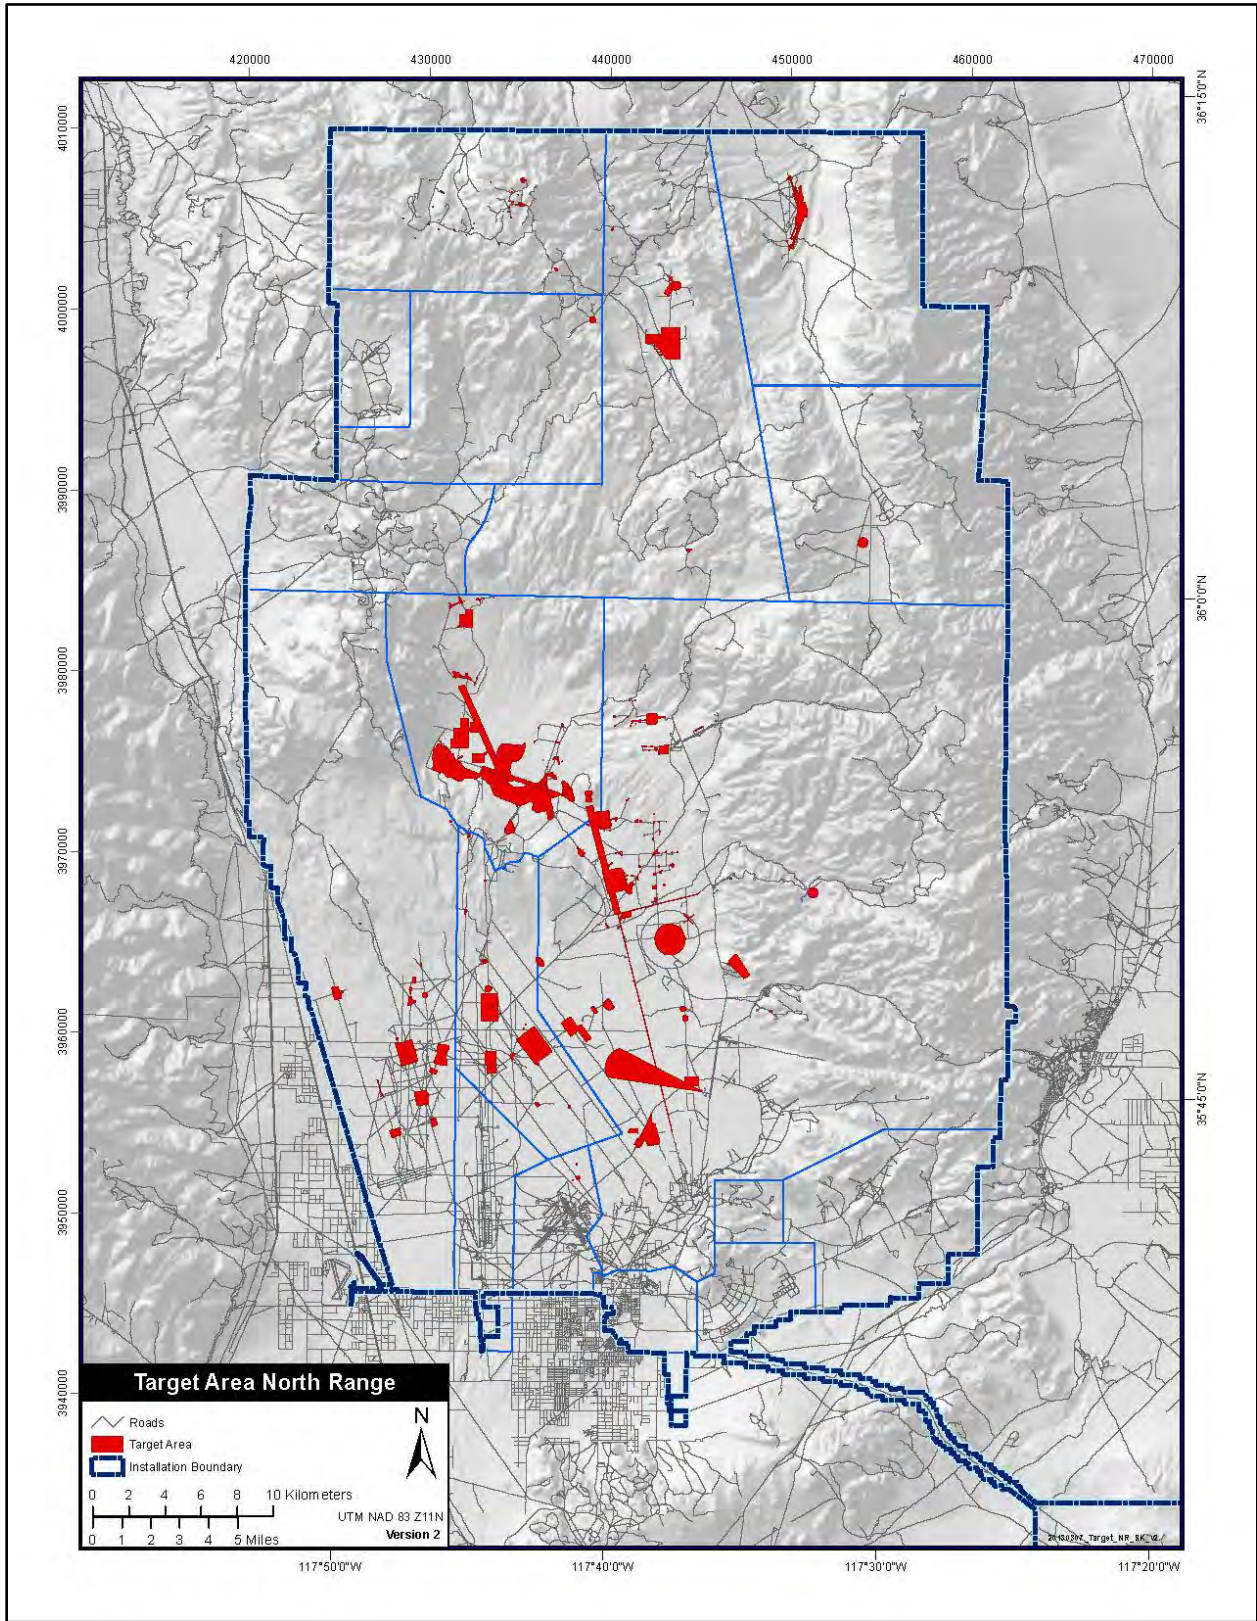 420000 430000 440000 450000 460000 470000
36°15'0"N
4010000
4000000
3990000
36°0'0"N
3980000
3970000
3960000
35°45'0"N
3950000
3940000
Target Area North Range
Roads
Target Area
Installation Boundary
N
0 2 4 6 8 10 Kilometers
0 1 2 3 4 5 Miles
UTM NAD 83 Z11N
Version 2
117°50'0"W 117°40'0"W 117°30'0"W 117°20'0"W